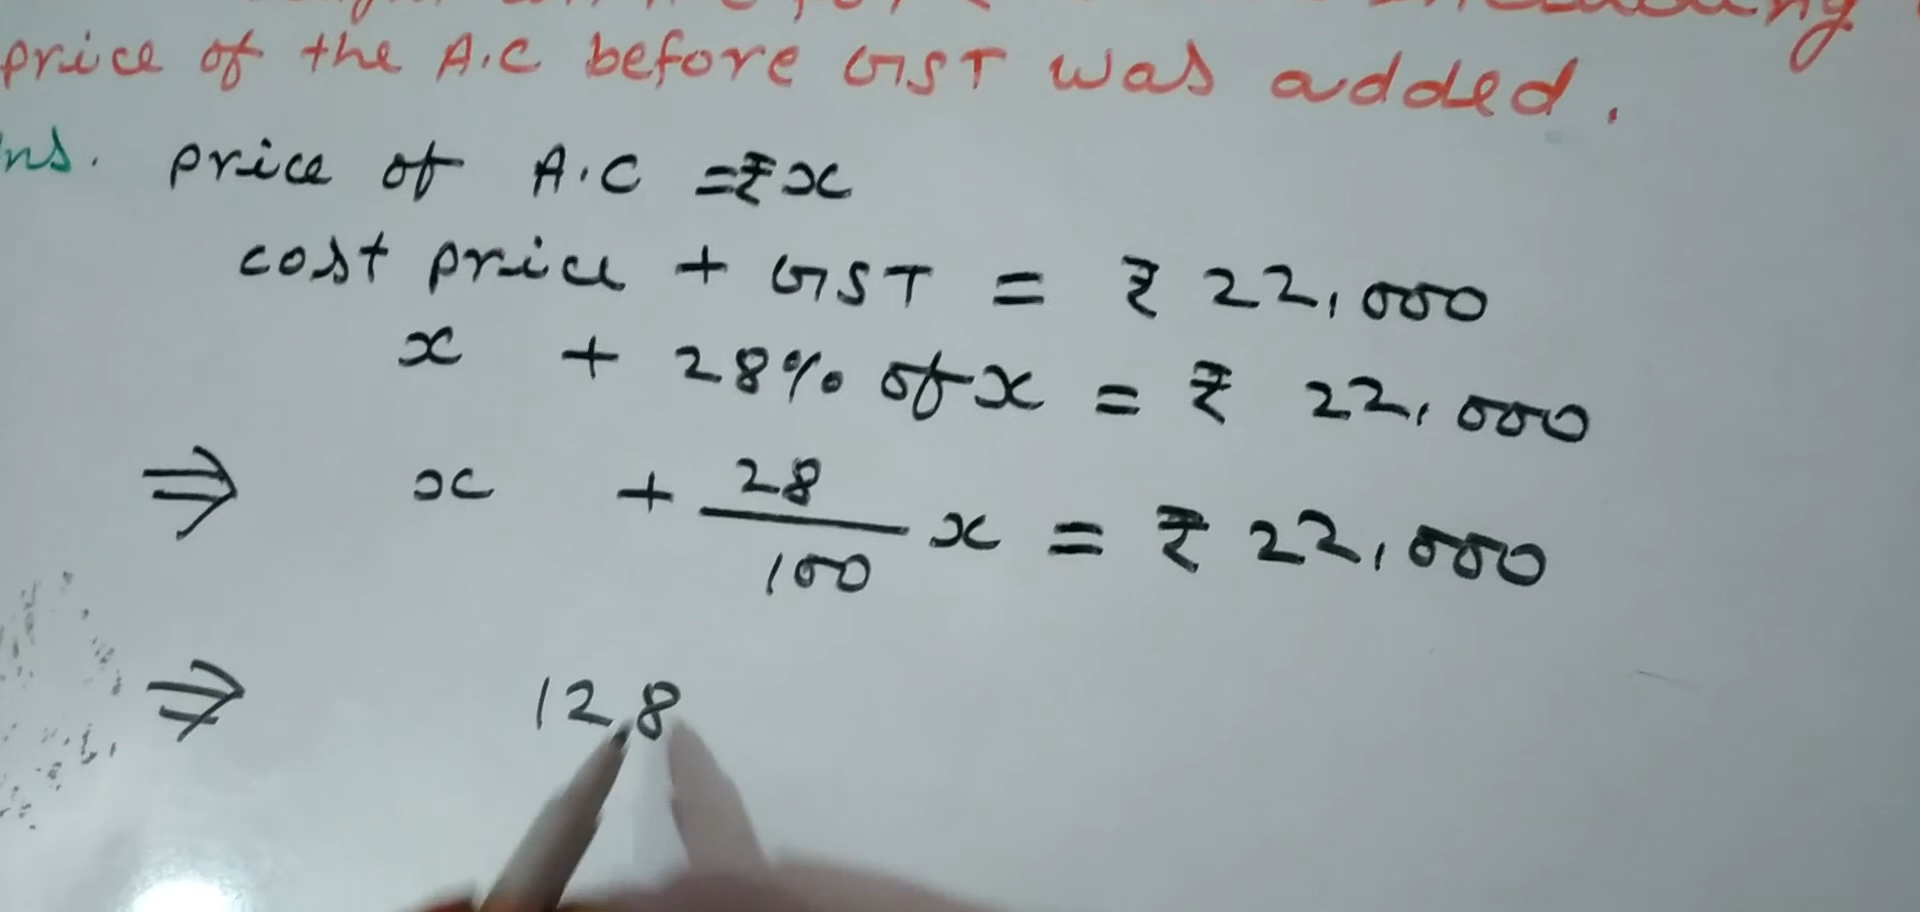 including
price of the A.C before GST was added.
ns. price of A.C =₹x
cost price + GST = ₹ 22,000
x + 28% of x = ₹ 22,000
⇒ x + 28/100 x = ₹ 22,000
⇒ 128